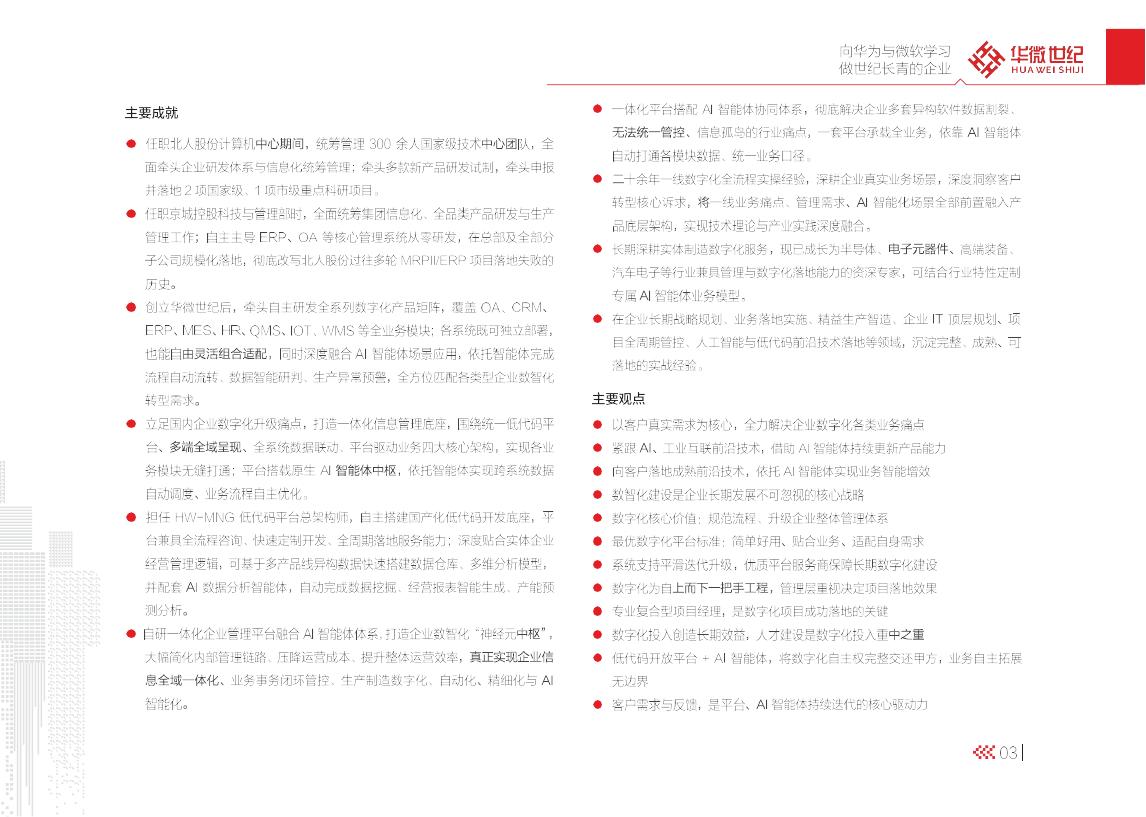 向华为与微软学习
做世纪长青的企业
华微世纪
HUA WEI SHIJI
主要成就
任职北人股份计算机中心期间，统筹管理 300 余人国家级技术中心团队，全
面牵头企业研发体系与信息化统筹管理；牵头多款新产品研发试制，牵头申报
并落地 2 项国家级、1 项市级重点科研项目。
任职京城控股科技与管理部时，全面统筹集团信息化、全品类产品研发与生产
管理工作；自主主导 ERP、OA 等核心管理系统从零研发，在总部及全部分
子公司规模化落地，彻底改写北人股份过往多轮 MRPII/ERP 项目落地失败的
历史。
创立华微世纪后，牵头自主研发全系列数字化产品矩阵，覆盖 OA、CRM、
ERP、MES、HR、QMS、IOT、WMS 等全业务模块；各系统既可独立部署，
也能自由灵活组合适配，同时深度融合 AI 智能体场景应用，依托智能体完成
流程自动流转、数据智能研判、生产异常预警，全方位匹配各类型企业数智化
转型需求。
立足国内企业数字化升级痛点，打造一体化信息管理底座，围绕统一低代码平
台、多端全域呈现、全系统数据联动、平台驱动业务四大核心架构，实现各业
务模块无缝打通；平台搭载原生 AI 智能体中枢，依托智能体实现跨系统数据
自动调度、业务流程自主优化。
担任 HW-MNG 低代码平台总架构师，自主搭建国产化低代码开发底座，平
台兼具全流程咨询、快速定制开发、全周期落地服务能力；深度贴合实体企业
经营管理逻辑，可基于多产品线异构数据快速搭建数据仓库、多维分析模型，
并配套 AI 数据分析智能体，自动完成数据挖掘、经营报表智能生成、产能预
测分析。
自研一体化企业管理平台融合 AI 智能体体系，打造企业数智化“神经元中枢”，
大幅简化内部管理链路、压降运营成本、提升整体运营效率，真正实现企业信
息全域一体化、业务事务闭环管控、生产制造数字化、自动化、精细化与 AI
智能化。
一体化平台搭配 AI 智能体协同体系，彻底解决企业多套异构软件数据割裂、
无法统一管控、信息孤岛的行业痛点，一套平台承载全业务，依靠 AI 智能体
自动打通各模块数据、统一业务口径。
二十余年一线数字化全流程实操经验，深耕企业真实业务场景，深度洞察客户
转型核心诉求，将一线业务痛点、管理需求、AI 智能化场景全部前置融入产
品底层架构，实现技术理论与产业实践深度融合。
长期深耕实体制造数字化服务，现已成长为半导体、电子元器件、高端装备、
汽车电子等行业兼具管理与数字化落地能力的资深专家，可结合行业特性定制
专属 AI 智能体业务模型。
在企业长期战略规划、业务落地实施、精益生产智造、企业 IT 顶层规划、项
目全周期管控、人工智能与低代码前沿技术落地等领域，沉淀完整、成熟、可
落地的实战经验。
主要观点
以客户真实需求为核心，全力解决企业数字化各类业务痛点
紧跟 AI、工业互联前沿技术，借助 AI 智能体持续更新产品能力
向客户落地成熟前沿技术，依托 AI 智能体实现业务智能增效
数智化建设是企业长期发展不可忽视的核心战略
数字化核心价值：规范流程、升级企业整体管理体系
最优数字化平台标准：简单好用、贴合业务、适配自身需求
系统支持平滑迭代升级，优质平台服务商保障长期数字化建设
数字化为自上而下一把手工程，管理层重视决定项目落地效果
专业复合型项目经理，是数字化项目成功落地的关键
数字化投入创造长期效益，人才建设是数字化投入重中之重
低代码开放平台 + AI 智能体，将数字化自主权完整交还甲方，业务自主拓展
无边界
客户需求与反馈，是平台、AI 智能体持续迭代的核心驱动力
03